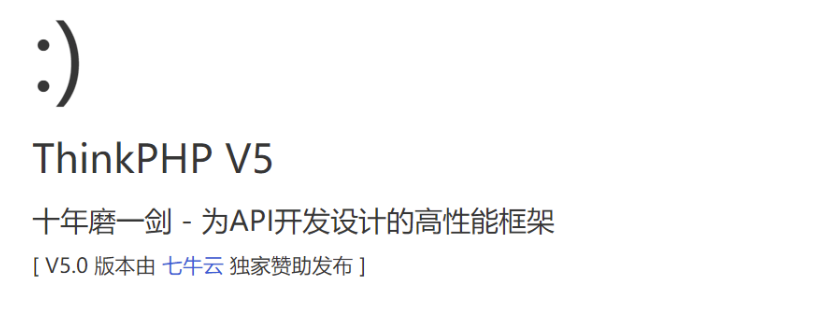 :)
ThinkPHP V5
十年磨一剑 - 为API开发设计的高性能框架
[ V5.0 版本由 七牛云 独家赞助发布 ]